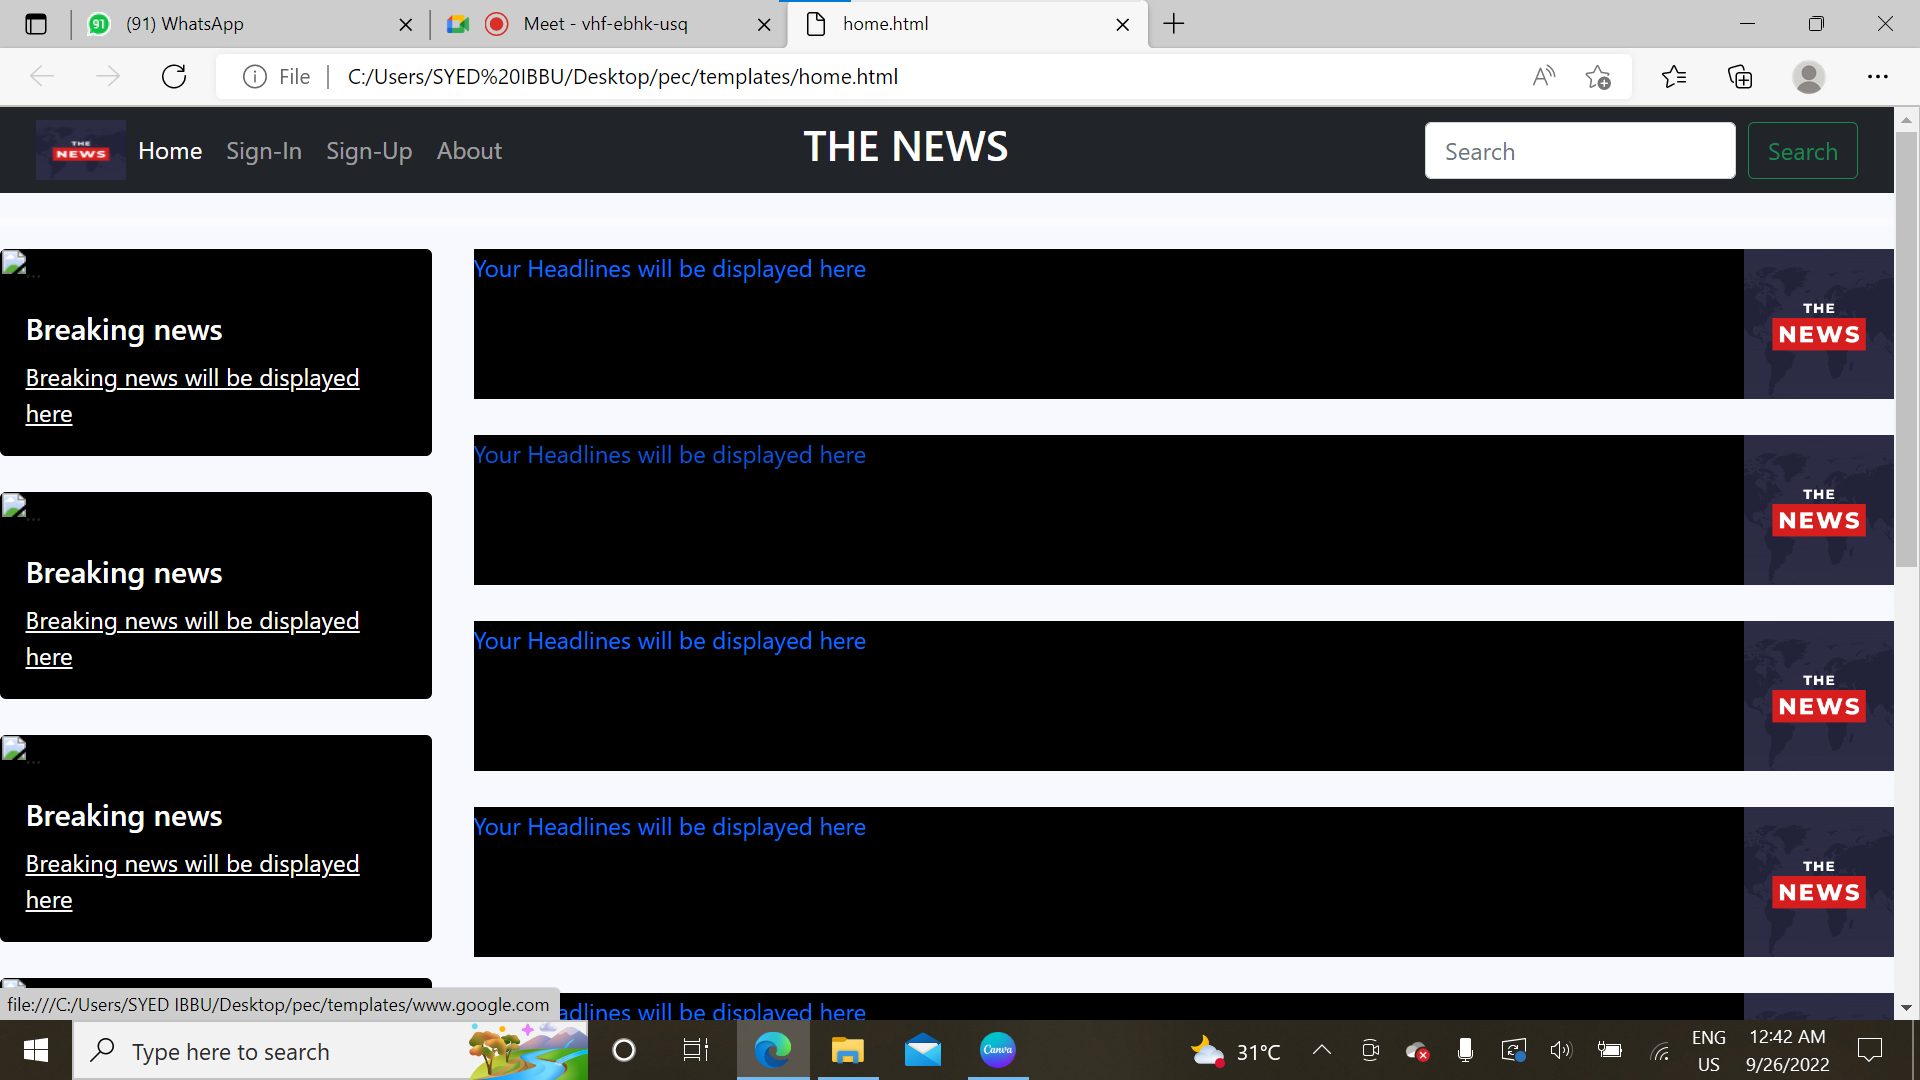 (91) WhatsApp
Meet - vhf-ebhk-usq
home.html
File
C:/Users/SYED%20IBBU/Desktop/pec/templates/home.html
THE
NEWS
Home
Sign-In
Sign-Up
About
THE NEWS
Search
Search
...
Breaking news
Breaking news will be displayed
here
...
Breaking news
Breaking news will be displayed
here
...
Breaking news
Breaking news will be displayed
here
Your Headlines will be displayed here
THE
NEWS
Your Headlines will be displayed here
THE
NEWS
Your Headlines will be displayed here
THE
NEWS
Your Headlines will be displayed here
THE
NEWS
dlines will be displayed here
file:///C:/Users/SYED IBBU/Desktop/pec/templates/www.google.com
Type here to search
Canva
31°C
ENG
US
12:42 AM
9/26/2022